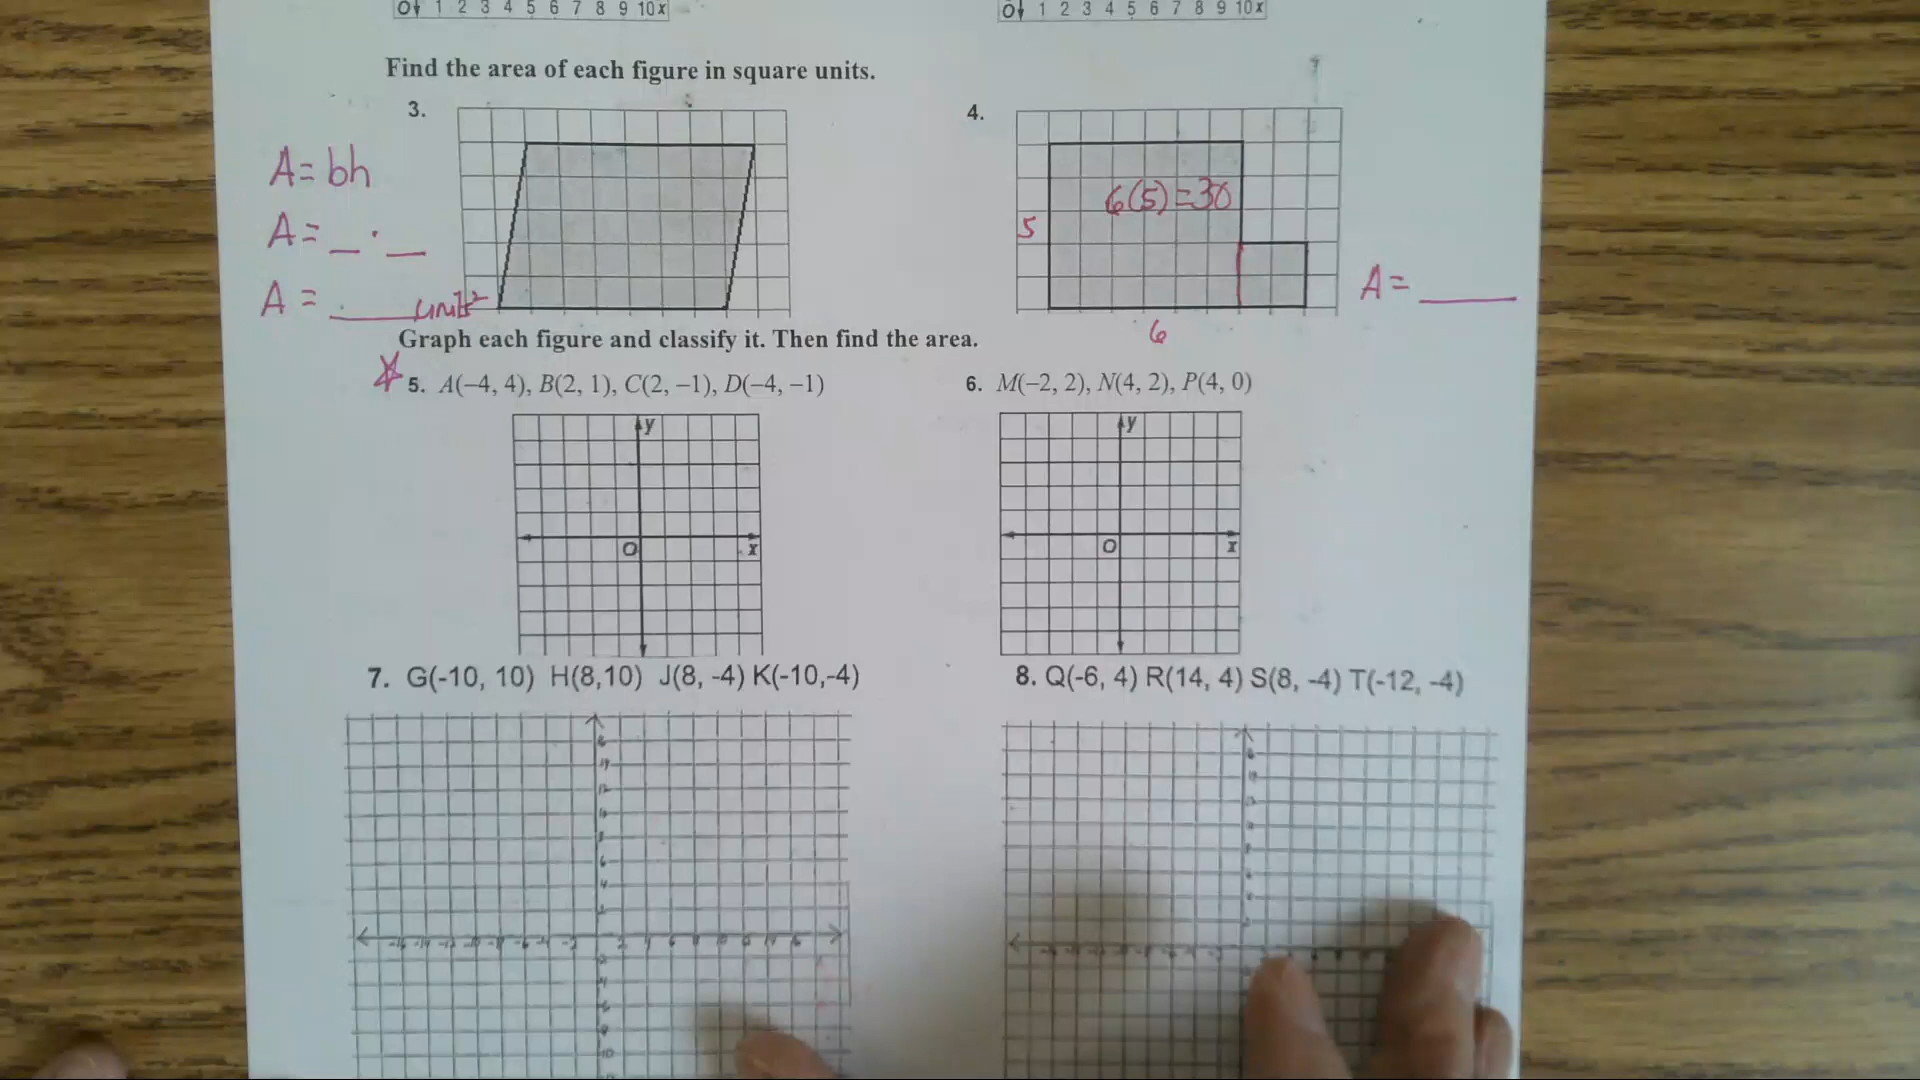 O 1 2 3 4 5 6 7 8 9 10 x
O 1 2 3 4 5 6 7 8 9 10 x
Find the area of each figure in square units.
3.
4.
A = bh
A = _ · _
A = ____ units²
6(5) = 30
5
6
A = ____
Graph each figure and classify it. Then find the area.
5. A(−4, 4), B(2, 1), C(2, −1), D(−4, −1)
6. M(−2, 2), N(4, 2), P(4, 0)
y
O
x
y
O
x
7. G(-10, 10) H(8,10) J(8, -4) K(-10,-4)
8. Q(-6, 4) R(14, 4) S(8, -4) T(-12, -4)